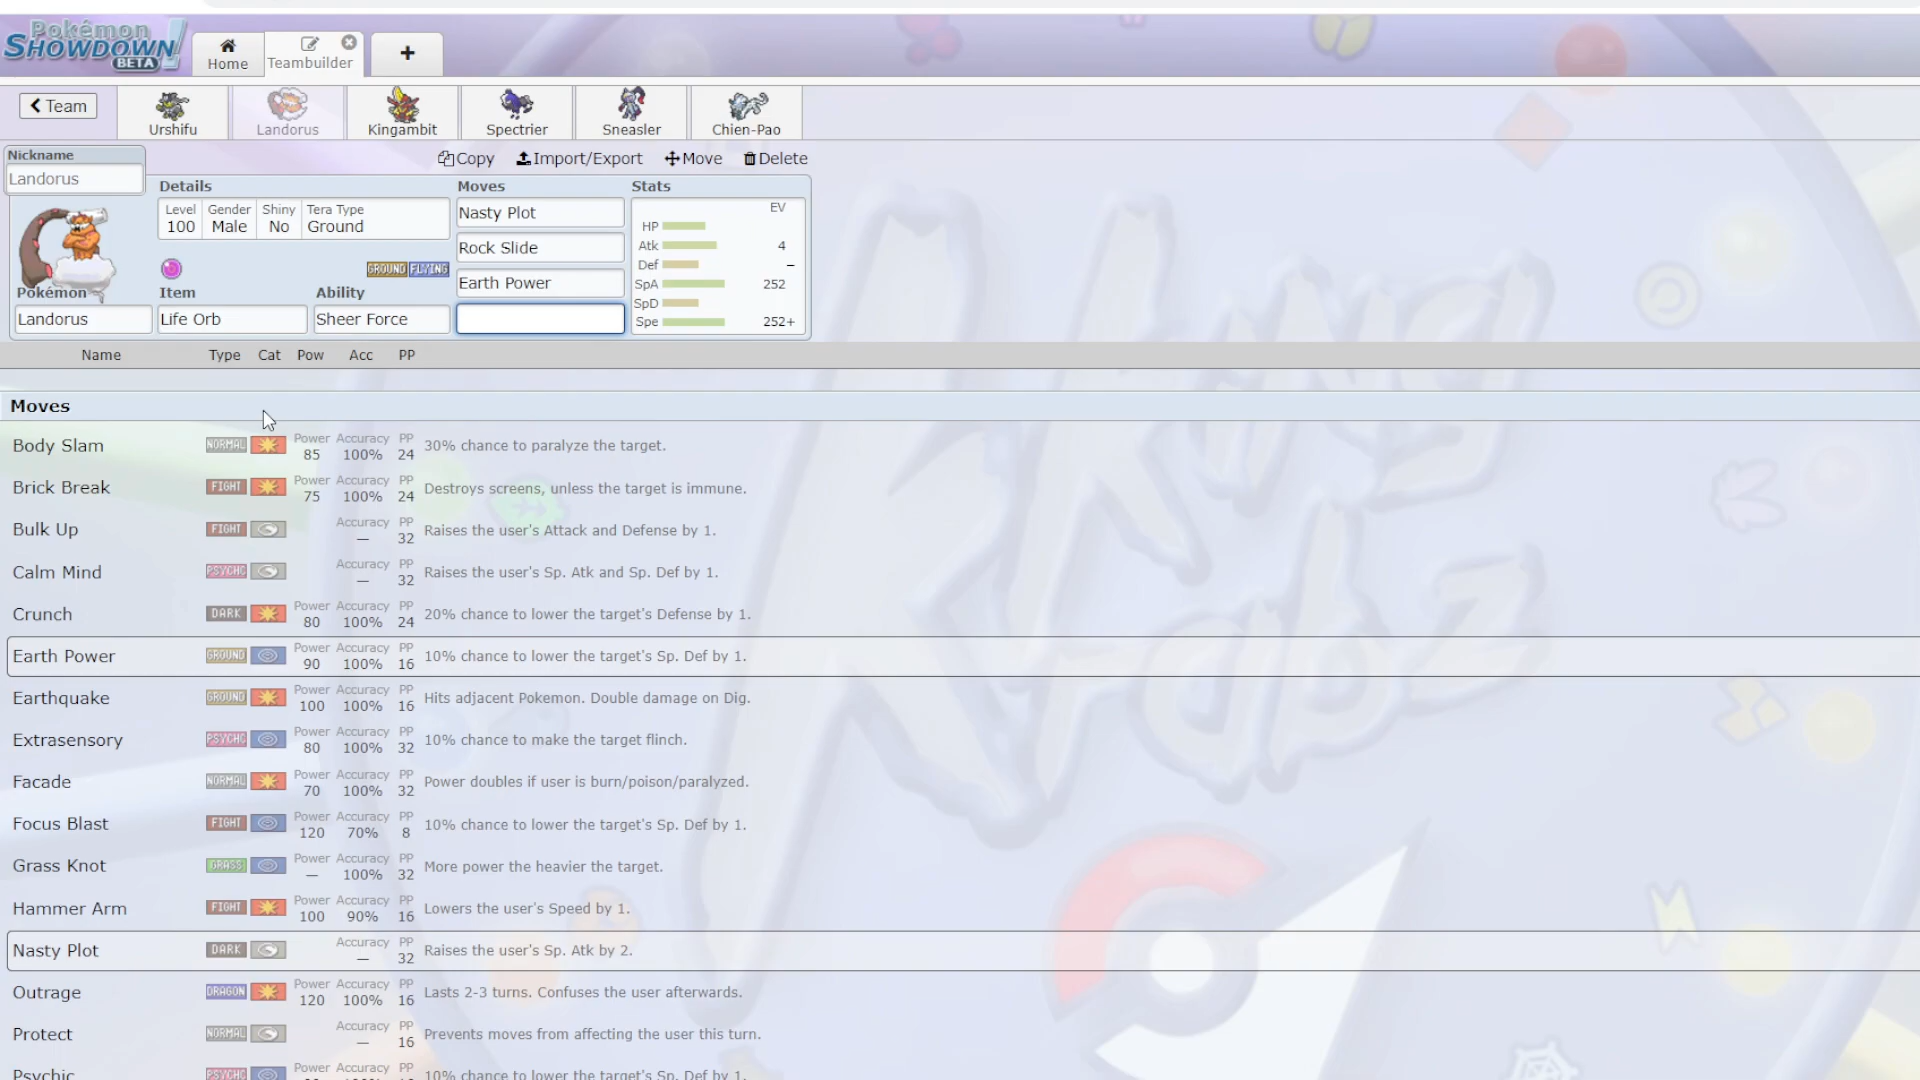 Pokémon
SHOWDOWN!
BETA
Home
Teambuilder
+
Team
Urshifu
Landorus
Kingambit
Spectrier
Sneasler
Chien-Pao
Copy Import/Export Move Delete
Nickname
Landorus
Details
Moves
Stats
Level Gender Shiny Tera Type
100 Male No Ground
Nasty Plot
Rock Slide
Earth Power
EV
HP
Atk 4
Def –
SpA 252
SpD
Spe 252+
GROUND FLYING
Pokémon Item Ability
Landorus Life Orb Sheer Force
Name Type Cat Pow Acc PP
Moves
Body Slam NORMAL Power 85 Accuracy 100% PP 24 30% chance to paralyze the target.
Brick Break FIGHT Power 75 Accuracy 100% PP 24 Destroys screens, unless the target is immune.
Bulk Up FIGHT Accuracy — PP 32 Raises the user's Attack and Defense by 1.
Calm Mind PSYCHC Accuracy — PP 32 Raises the user's Sp. Atk and Sp. Def by 1.
Crunch DARK Power 80 Accuracy 100% PP 24 20% chance to lower the target's Defense by 1.
Earth Power GROUND Power 90 Accuracy 100% PP 16 10% chance to lower the target's Sp. Def by 1.
Earthquake GROUND Power 100 Accuracy 100% PP 16 Hits adjacent Pokemon. Double damage on Dig.
Extrasensory PSYCHC Power 80 Accuracy 100% PP 32 10% chance to make the target flinch.
Facade NORMAL Power 70 Accuracy 100% PP 32 Power doubles if user is burn/poison/paralyzed.
Focus Blast FIGHT Power 120 Accuracy 70% PP 8 10% chance to lower the target's Sp. Def by 1.
Grass Knot GRASS Power — Accuracy 100% PP 32 More power the heavier the target.
Hammer Arm FIGHT Power 100 Accuracy 90% PP 16 Lowers the user's Speed by 1.
Nasty Plot DARK Accuracy — PP 32 Raises the user's Sp. Atk by 2.
Outrage DRAGON Power 120 Accuracy 100% PP 16 Lasts 2-3 turns. Confuses the user afterwards.
Protect NORMAL Accuracy — PP 16 Prevents moves from affecting the user this turn.
Psychic PSYCHC Power Accuracy PP 10% chance to lower the target's Sp. Def by 1.